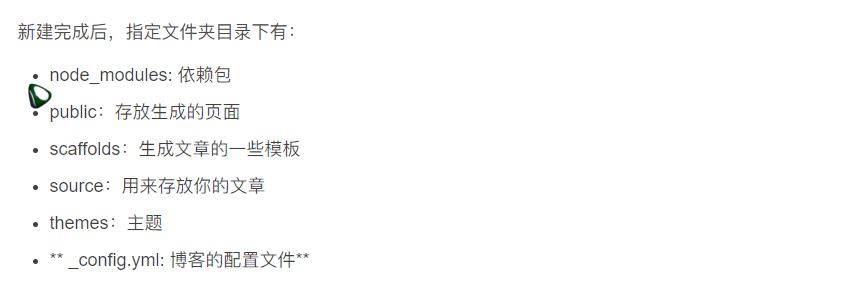 新建完成后，指定文件夹目录下有：
node_modules: 依赖包
public：存放生成的页面
scaffolds：生成文章的一些模板
source：用来存放你的文章
themes：主题
** _config.yml: 博客的配置文件**